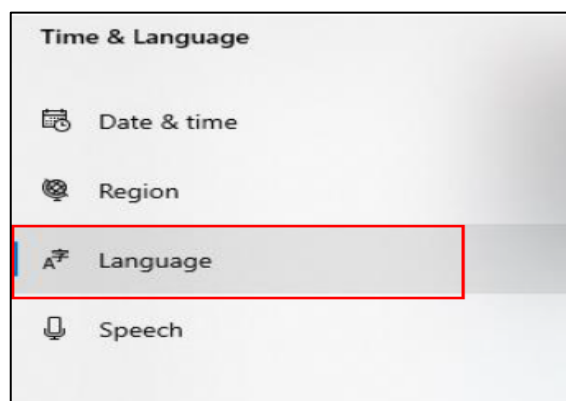 Time & Language
Date & time
Region
Language
Speech